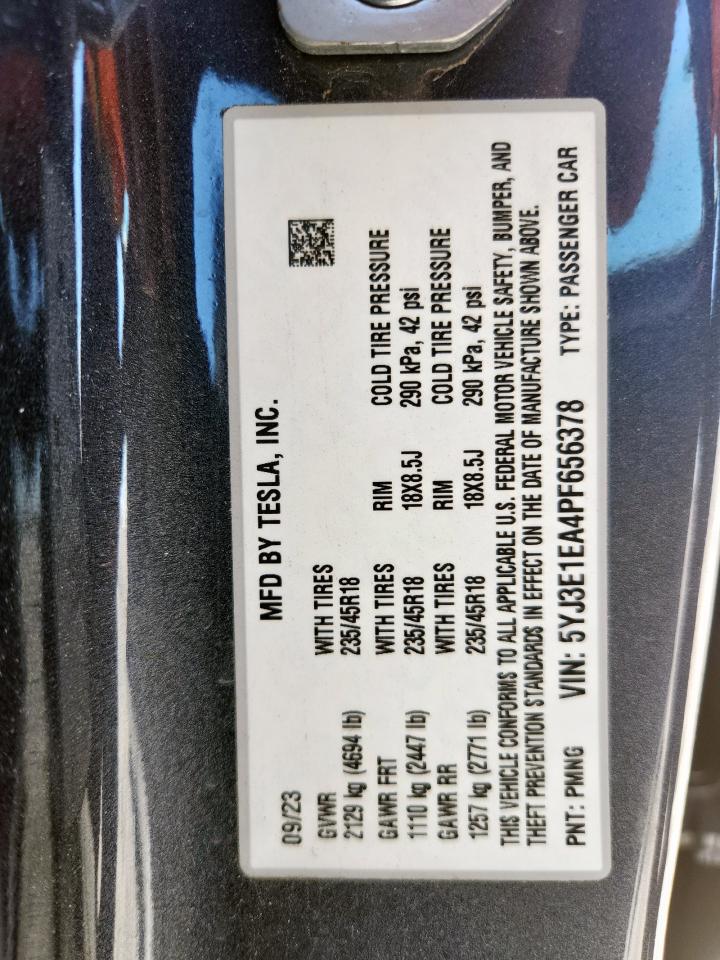 09/23 MFD BY TESLA, INC.
GVWR WITH TIRES
2129 kg (4694 lb) 235/45R18
GAWR FRT WITH TIRES RIM COLD TIRE PRESSURE
1110 kg (2447 lb) 235/45R18 18X8.5J 290 kPa, 42 psi
GAWR RR WITH TIRES RIM COLD TIRE PRESSURE
1257 kg (2771 lb) 235/45R18 18X8.5J 290 kPa, 42 psi
THIS VEHICLE CONFORMS TO ALL APPLICABLE U.S. FEDERAL MOTOR VEHICLE SAFETY, BUMPER, AND
THEFT PREVENTION STANDARDS IN EFFECT ON THE DATE OF MANUFACTURE SHOWN ABOVE.
PNT: PMNG VIN: 5YJ3E1EA4PF656378 TYPE: PASSENGER CAR